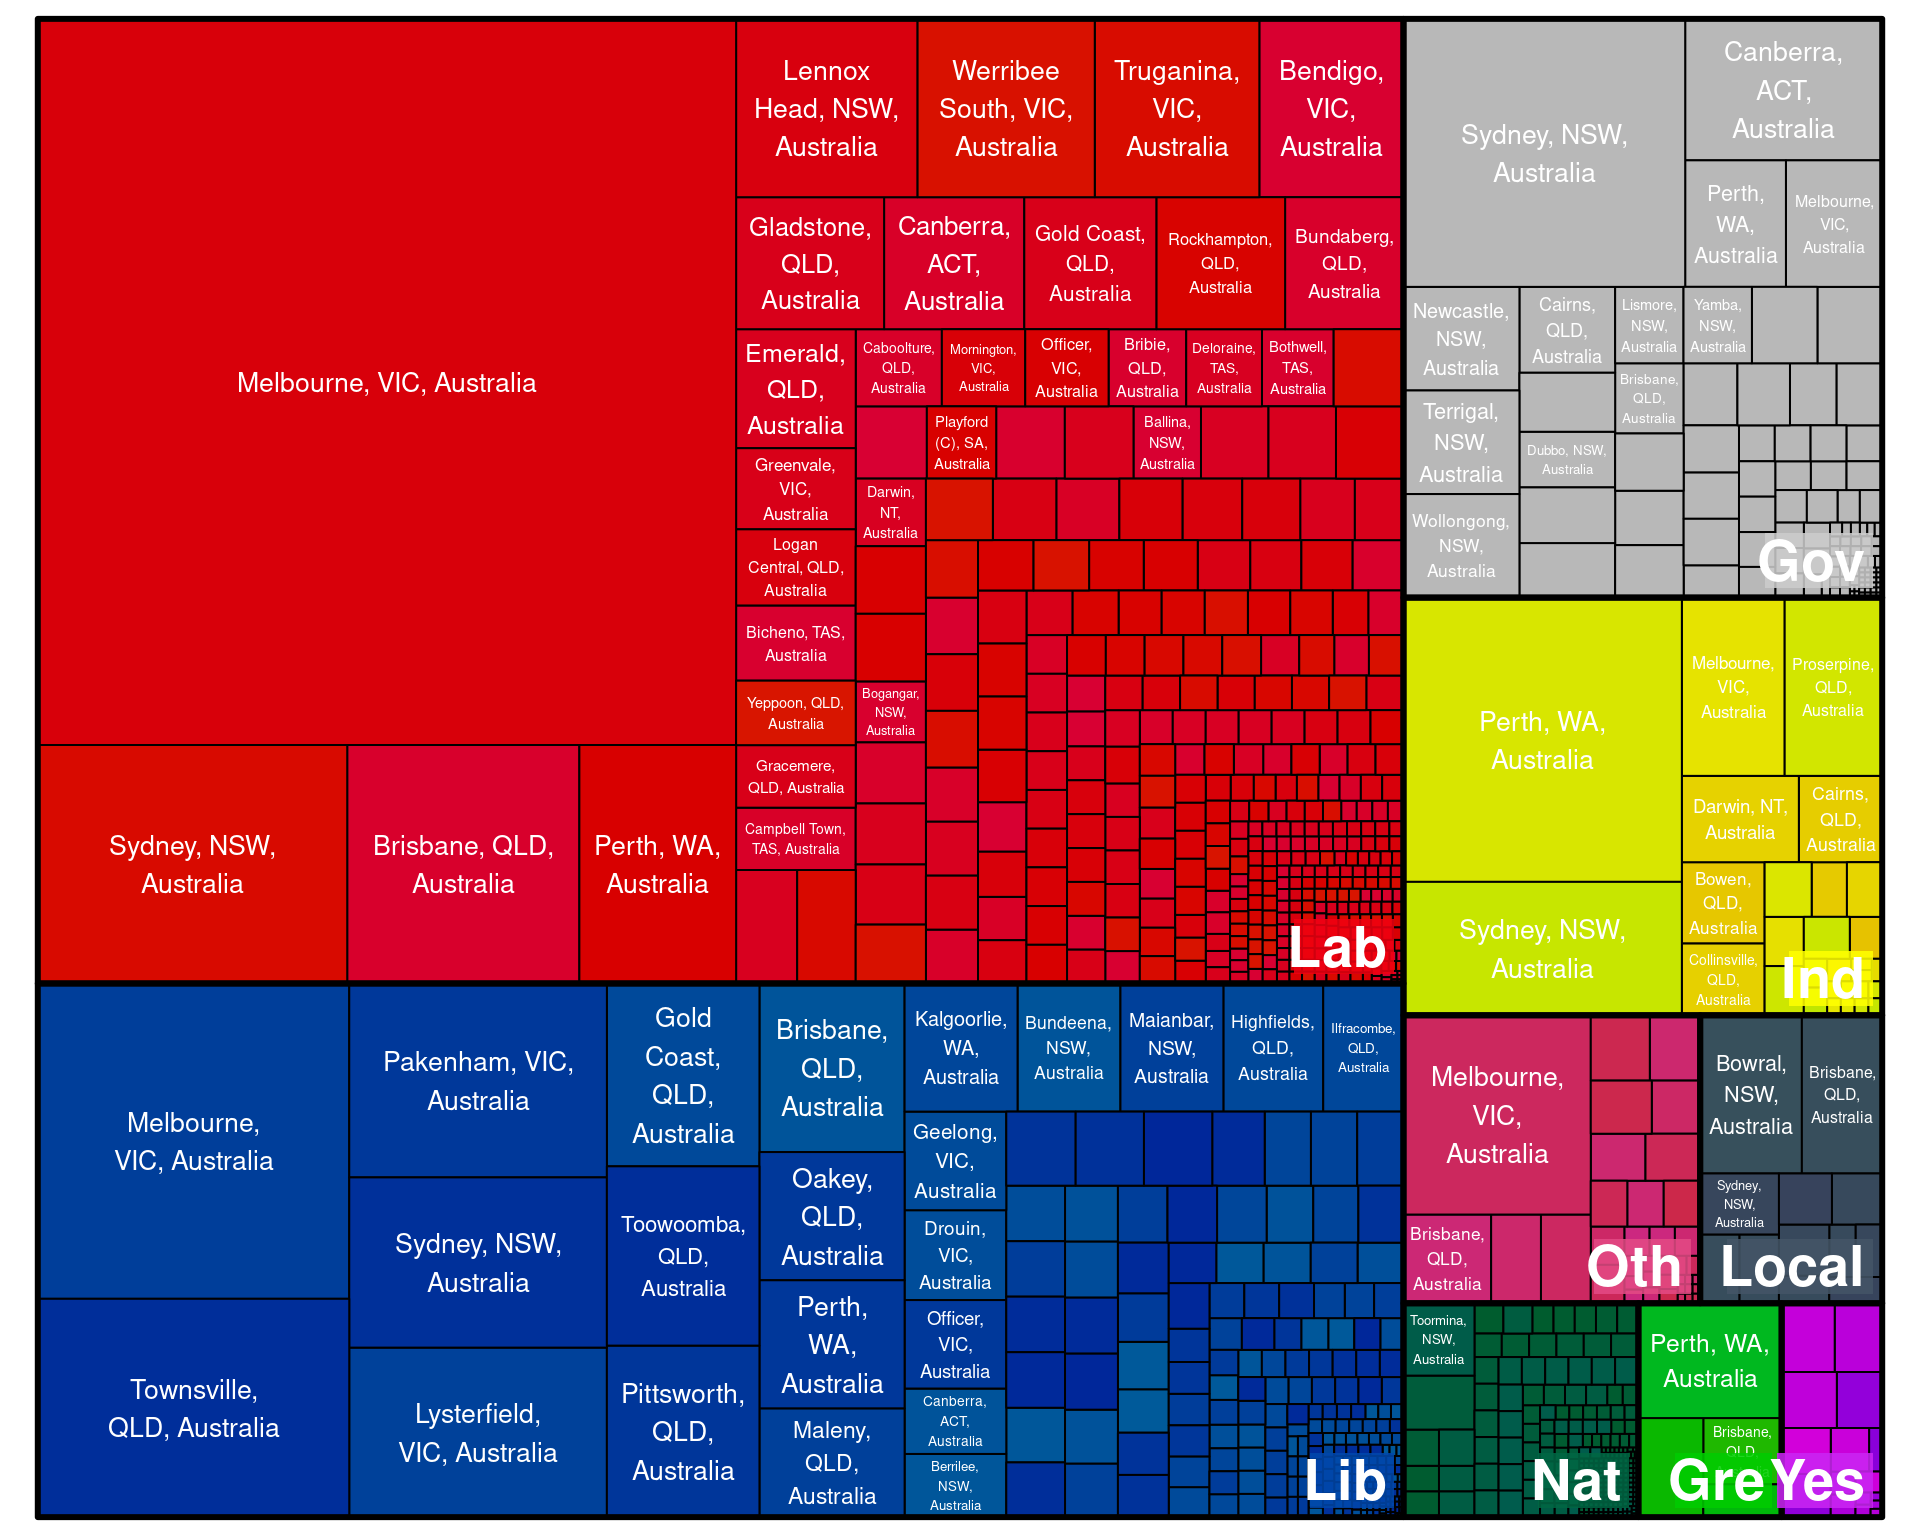 Melbourne, VIC, Australia
Sydney, NSW,
Australia
Brisbane, QLD,
Australia
Perth, WA,
Australia
Lennox
Head, NSW,
Australia
Werribee
South, VIC,
Australia
Truganina,
VIC,
Australia
Bendigo,
VIC,
Australia
Gladstone,
QLD,
Australia
Canberra,
ACT,
Australia
Gold Coast,
QLD,
Australia
Rockhampton,
QLD,
Australia
Bundaberg,
QLD,
Australia
Emerald,
QLD,
Australia
Greenvale,
VIC,
Australia
Logan
Central, QLD,
Australia
Bicheno, TAS,
Australia
Yeppoon, QLD,
Australia
Gracemere,
QLD, Australia
Campbell Town,
TAS, Australia
Caboolture,
QLD,
Australia
Mornington,
VIC,
Australia
Officer,
VIC,
Australia
Bribie,
QLD,
Australia
Deloraine,
TAS,
Australia
Bothwell,
TAS,
Australia
Playford
(C), SA,
Australia
Ballina,
NSW,
Australia
Darwin,
NT,
Australia
Bogangar,
NSW,
Australia
Lab
Melbourne,
VIC, Australia
Townsville,
QLD, Australia
Pakenham, VIC,
Australia
Sydney, NSW,
Australia
Lysterfield,
VIC, Australia
Gold
Coast,
QLD,
Australia
Toowoomba,
QLD,
Australia
Pittsworth,
QLD,
Australia
Brisbane,
QLD,
Australia
Oakey,
QLD,
Australia
Perth,
WA,
Australia
Maleny,
QLD,
Australia
Kalgoorlie,
WA,
Australia
Bundeena,
NSW,
Australia
Maianbar,
NSW,
Australia
Highfields,
QLD,
Australia
Ilfracombe,
QLD,
Australia
Geelong,
VIC,
Australia
Drouin,
VIC,
Australia
Officer,
VIC,
Australia
Canberra,
ACT,
Australia
Berrilee,
NSW,
Australia
Lib
Sydney, NSW,
Australia
Canberra,
ACT,
Australia
Perth,
WA,
Australia
Melbourne,
VIC,
Australia
Newcastle,
NSW,
Australia
Terrigal,
NSW,
Australia
Wollongong,
NSW,
Australia
Cairns,
QLD,
Australia
Dubbo, NSW,
Australia
Lismore,
NSW,
Australia
Brisbane,
QLD,
Australia
Yamba,
NSW,
Australia
Gov
Perth, WA,
Australia
Sydney, NSW,
Australia
Melbourne,
VIC,
Australia
Proserpine,
QLD,
Australia
Darwin, NT,
Australia
Cairns,
QLD,
Australia
Bowen,
QLD,
Australia
Collinsville,
QLD,
Australia
Ind
Melbourne,
VIC,
Australia
Brisbane,
QLD,
Australia
Oth
Bowral,
NSW,
Australia
Brisbane,
QLD,
Australia
Sydney,
NSW,
Australia
Local
Toormina,
NSW,
Australia
Nat
Perth, WA,
Australia
Brisbane,
QLD,
Gre
Yes